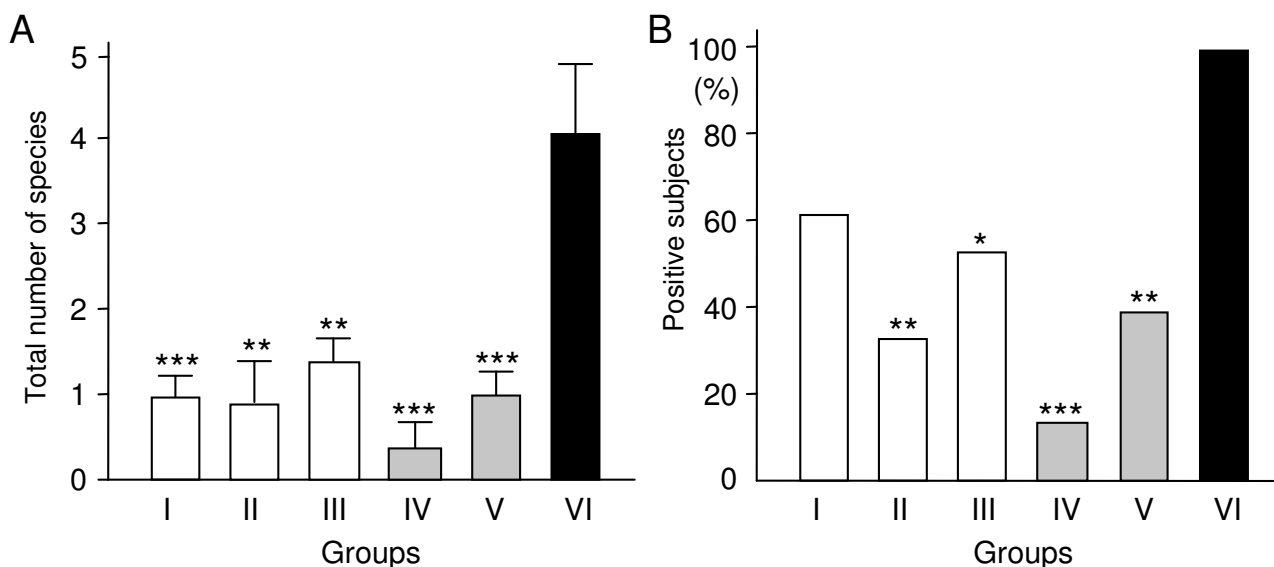 A
Total number of species
5
4
3
2
1
0
*** ** ** *** ***
I II III IV V VI
Groups
B
Positive subjects
100
(%)
80
60
40
20
0
** * *** **
I II III IV V VI
Groups